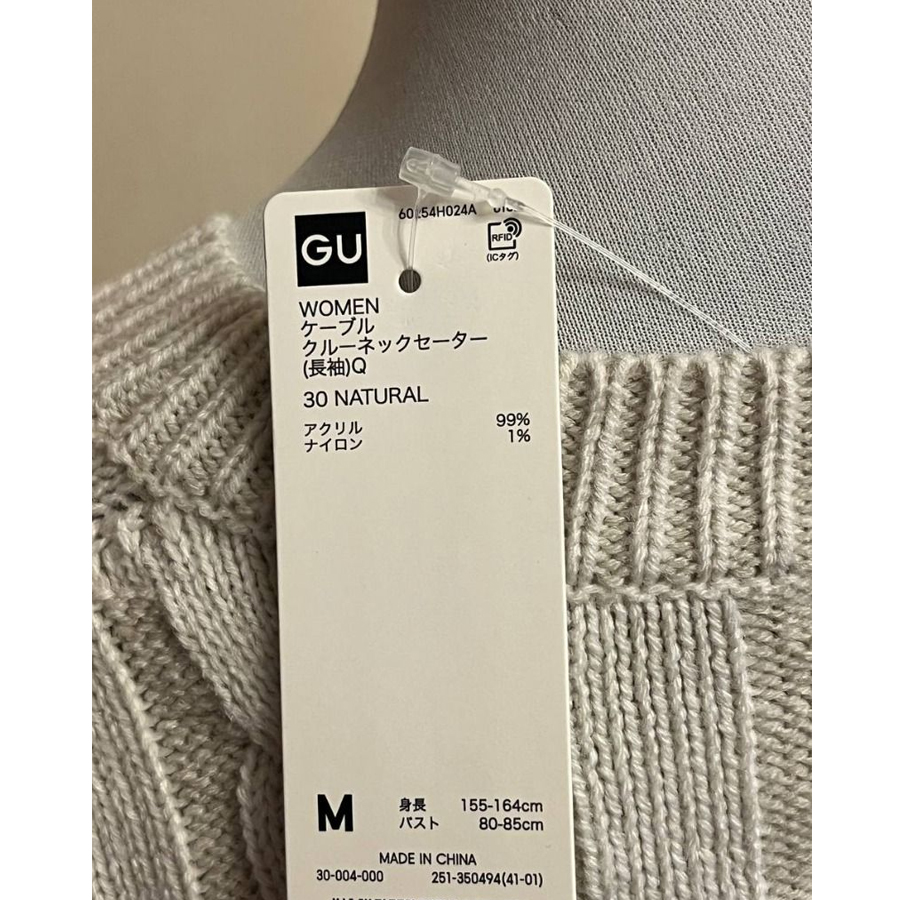 GU
RFID
(ICタグ)
WOMEN
ケーブル
クルーネックセーター
(長袖)Q
30 NATURAL
アクリル 99%
ナイロン 1%
M
身長 155-164cm
バスト 80-85cm
MADE IN CHINA
30-004-000 251-350494(41-01)